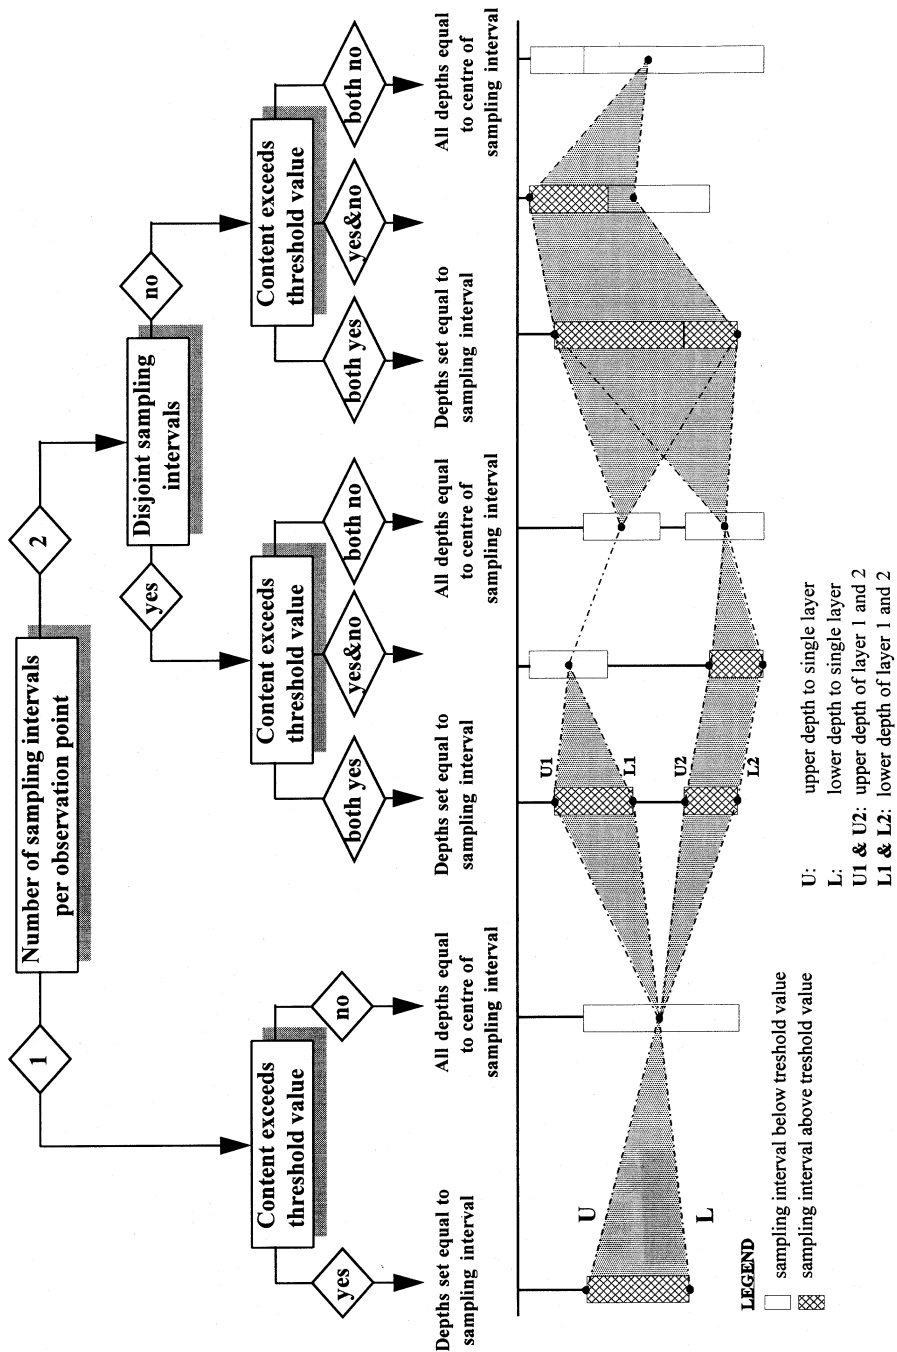 Number of sampling intervals
per observation point
1
2
Disjoint sampling
intervals
yes
no
Content exceeds
threshold value
Content exceeds
threshold value
Content exceeds
threshold value
yes
no
both yes
yes&no
both no
both yes
yes&no
both no
Depths set equal to
sampling interval
All depths equal
to centre of
sampling interval
Depths set equal to
sampling interval
All depths equal
to centre of
sampling interval
Depths set equal to
sampling interval
All depths equal
to centre of
sampling interval
U
L
U1
L1
U2
L2
LEGEND
sampling interval below treshold value
sampling interval above treshold value
U: upper depth to single layer
L: lower depth to single layer
U1 & U2: upper depth of layer 1 and 2
L1 & L2: lower depth of layer 1 and 2